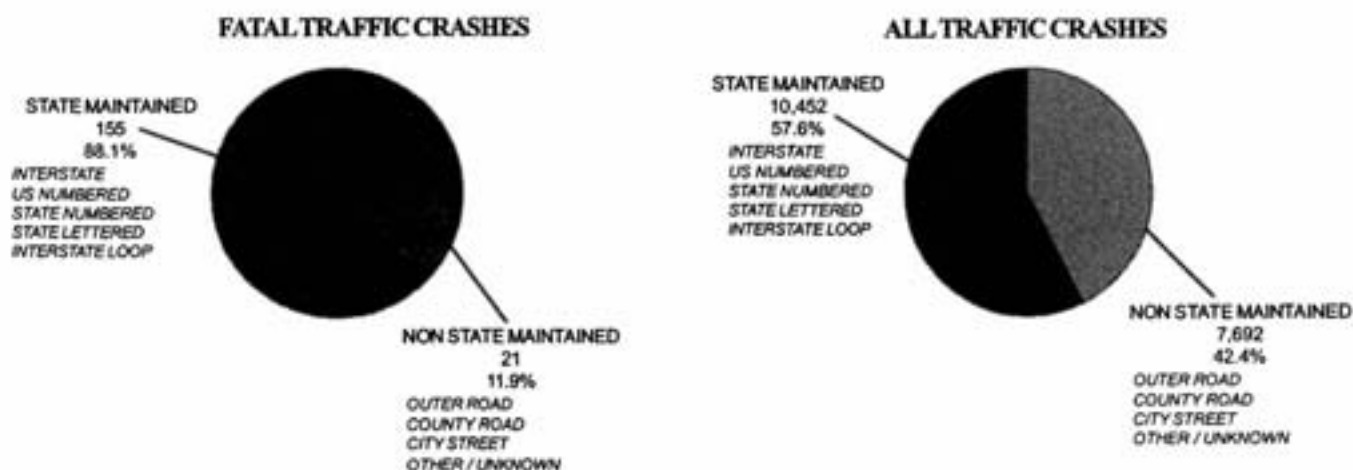 FATAL TRAFFIC CRASHES
STATE MAINTAINED
155
88.1%
INTERSTATE
US NUMBERED
STATE NUMBERED
STATE LETTERED
INTERSTATE LOOP
NON STATE MAINTAINED
21
11.9%
OUTER ROAD
COUNTY ROAD
CITY STREET
OTHER / UNKNOWN
ALL TRAFFIC CRASHES
STATE MAINTAINED
10,452
57.6%
INTERSTATE
US NUMBERED
STATE NUMBERED
STATE LETTERED
INTERSTATE LOOP
NON STATE MAINTAINED
7,692
42.4%
OUTER ROAD
COUNTY ROAD
CITY STREET
OTHER / UNKNOWN